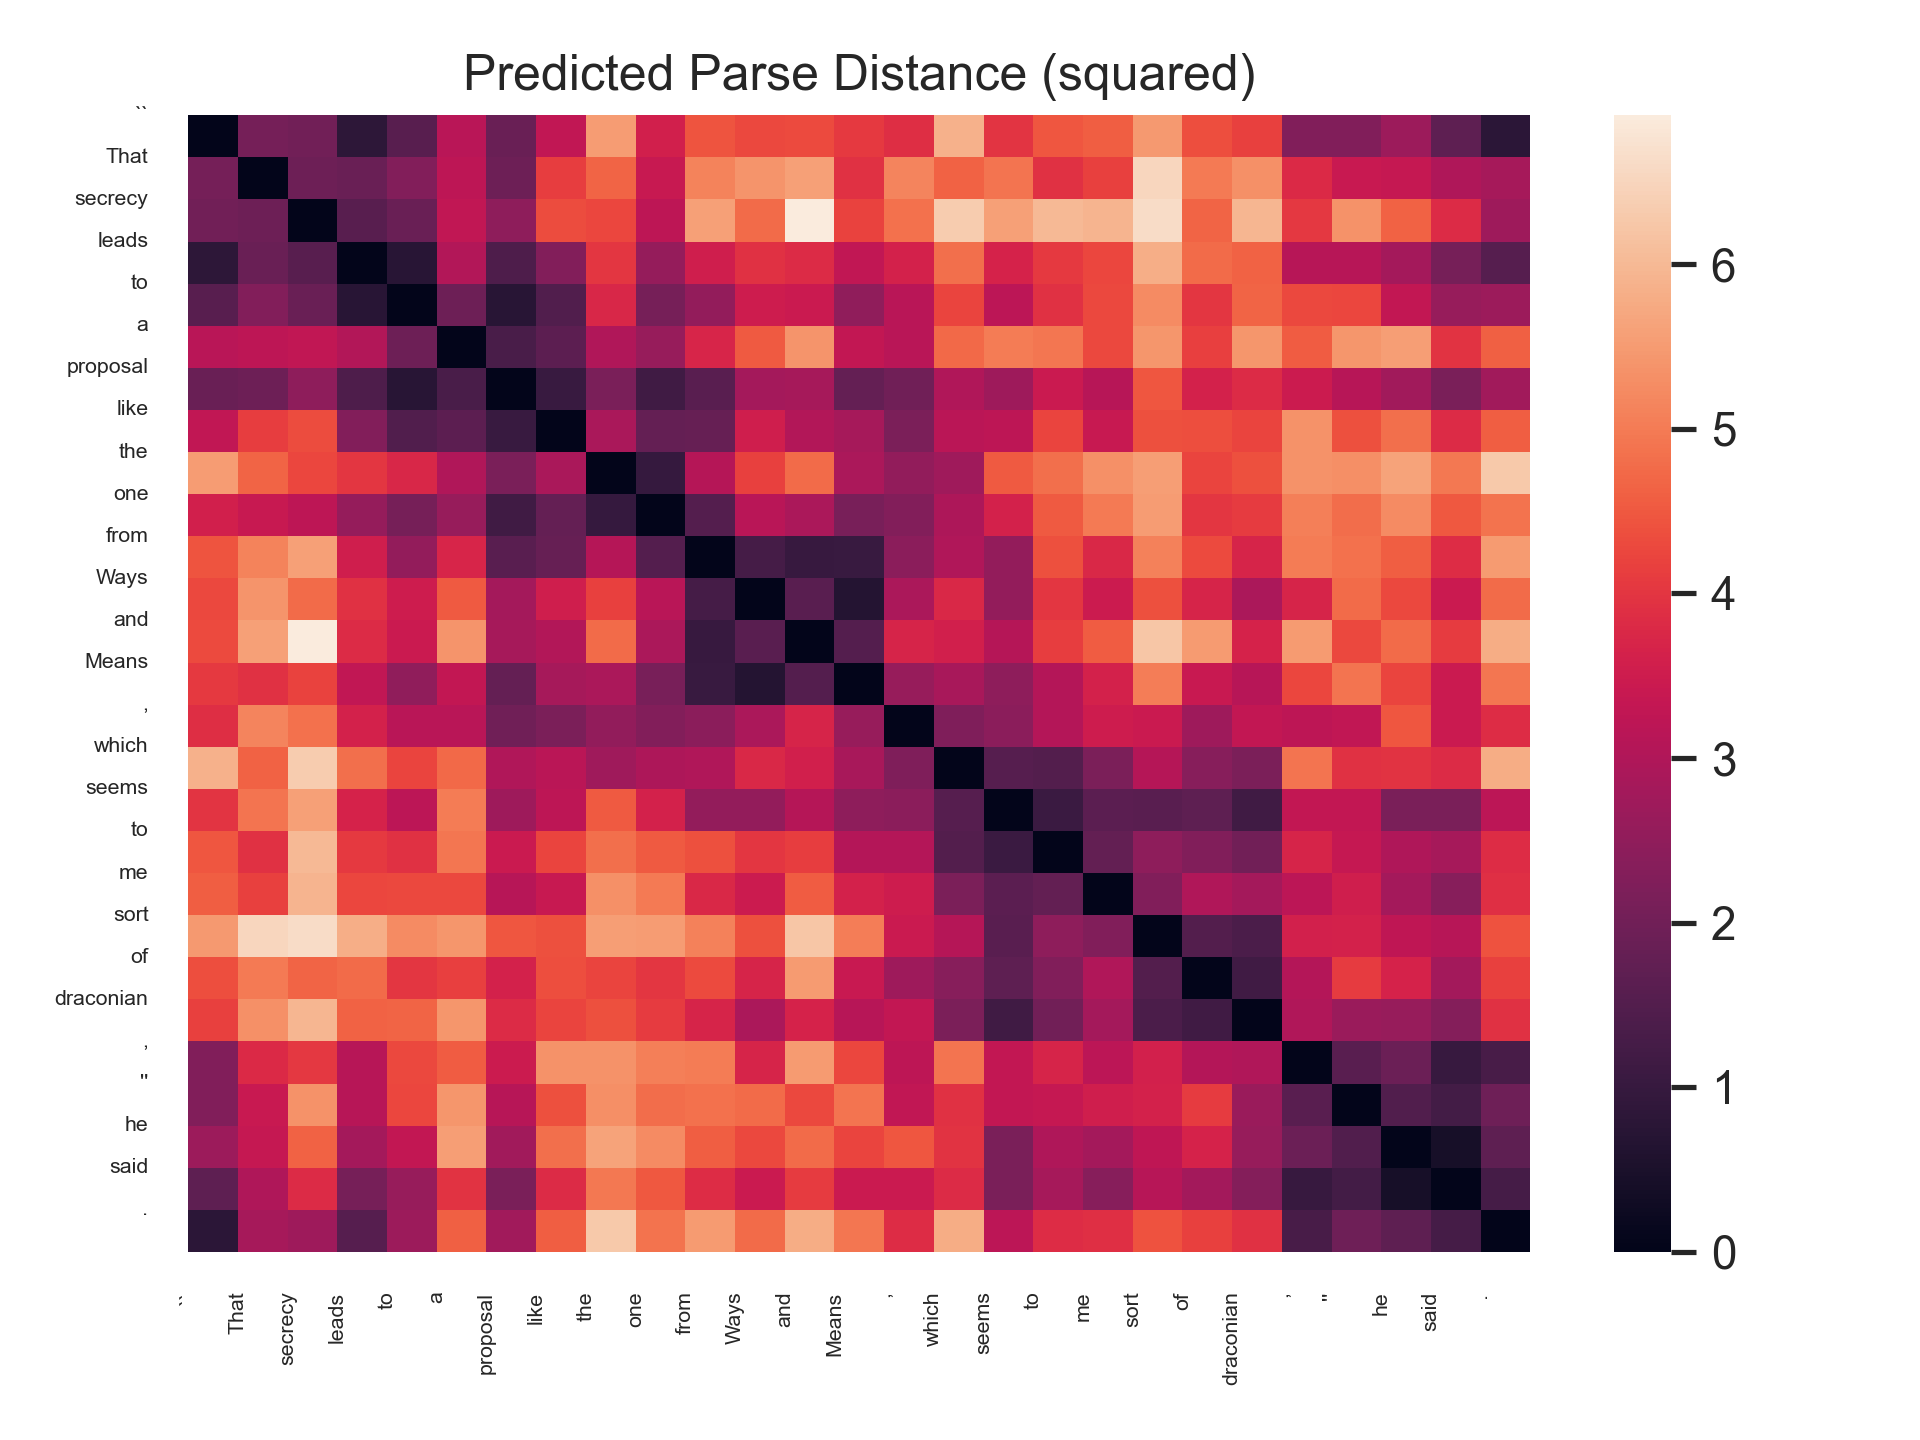 Predicted Parse Distance (squared)
``
That
secrecy
leads
to
a
proposal
like
the
one
from
Ways
and
Means
,
which
seems
to
me
sort
of
draconian
,
''
he
said
.
6
5
4
3
2
1
0
`` That secrecy leads to a proposal like the one from Ways and Means , which seems to me sort of draconian , '' he said .